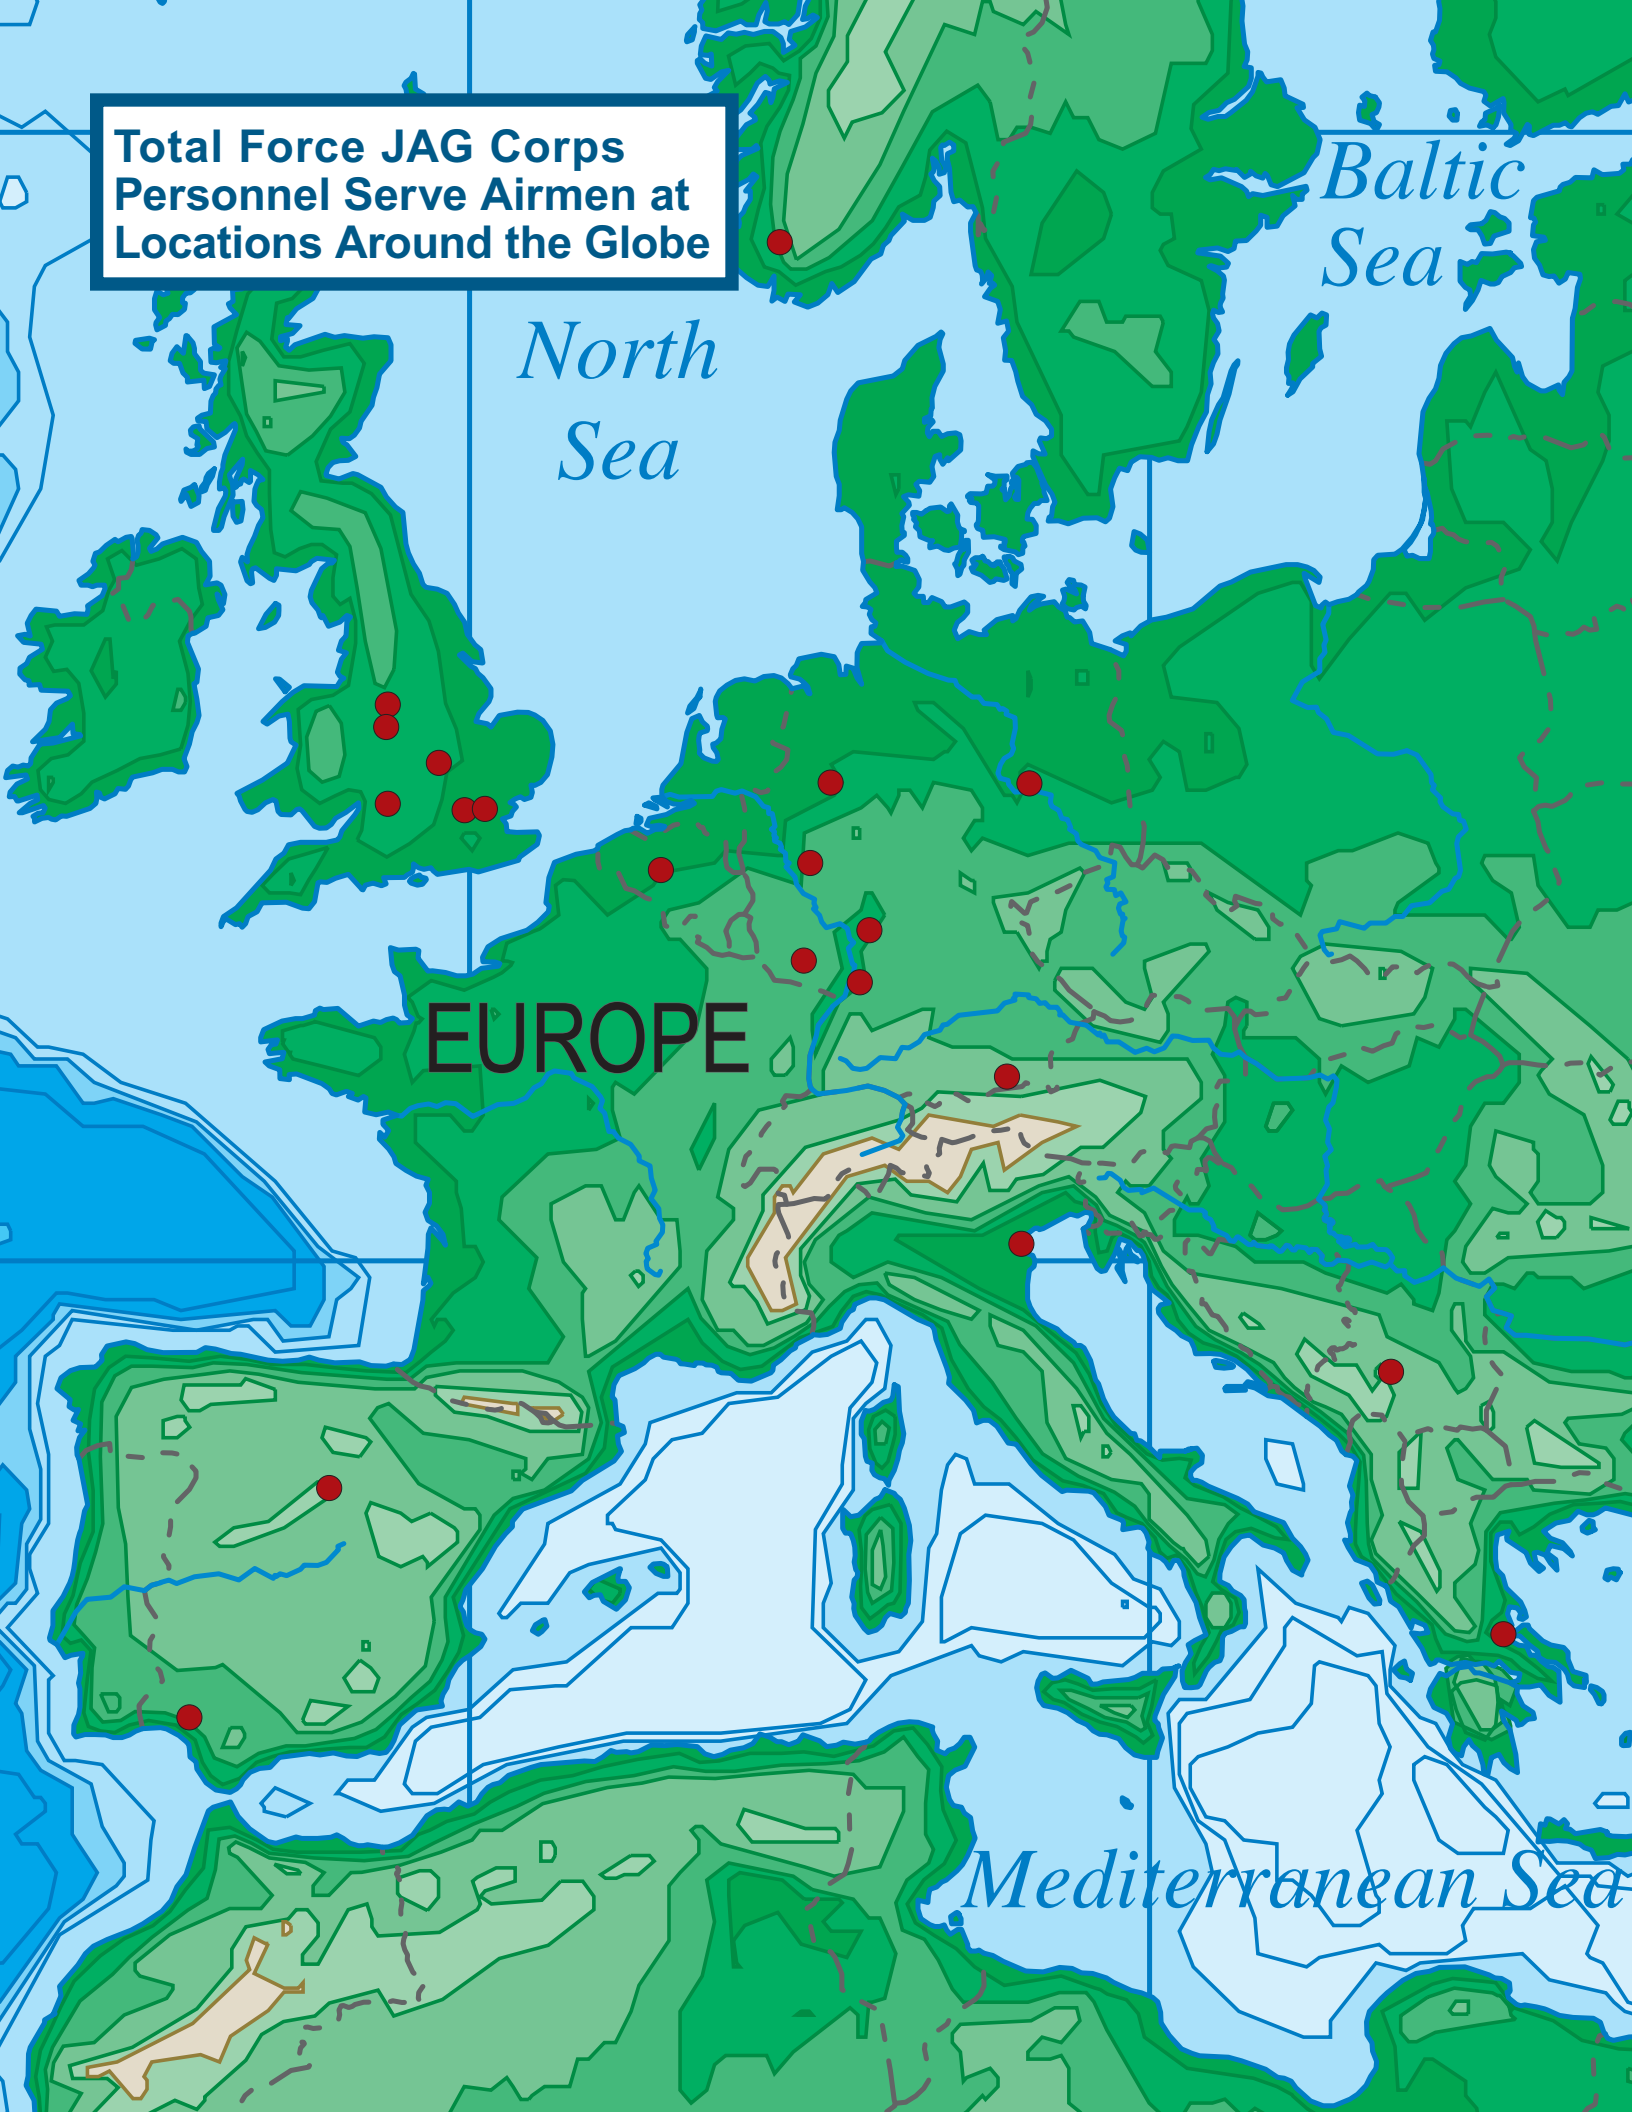 Total Force JAG Corps
Personnel Serve Airmen at
Locations Around the Globe
Baltic
Sea
North
Sea
EUROPE
Mediterranean Sea